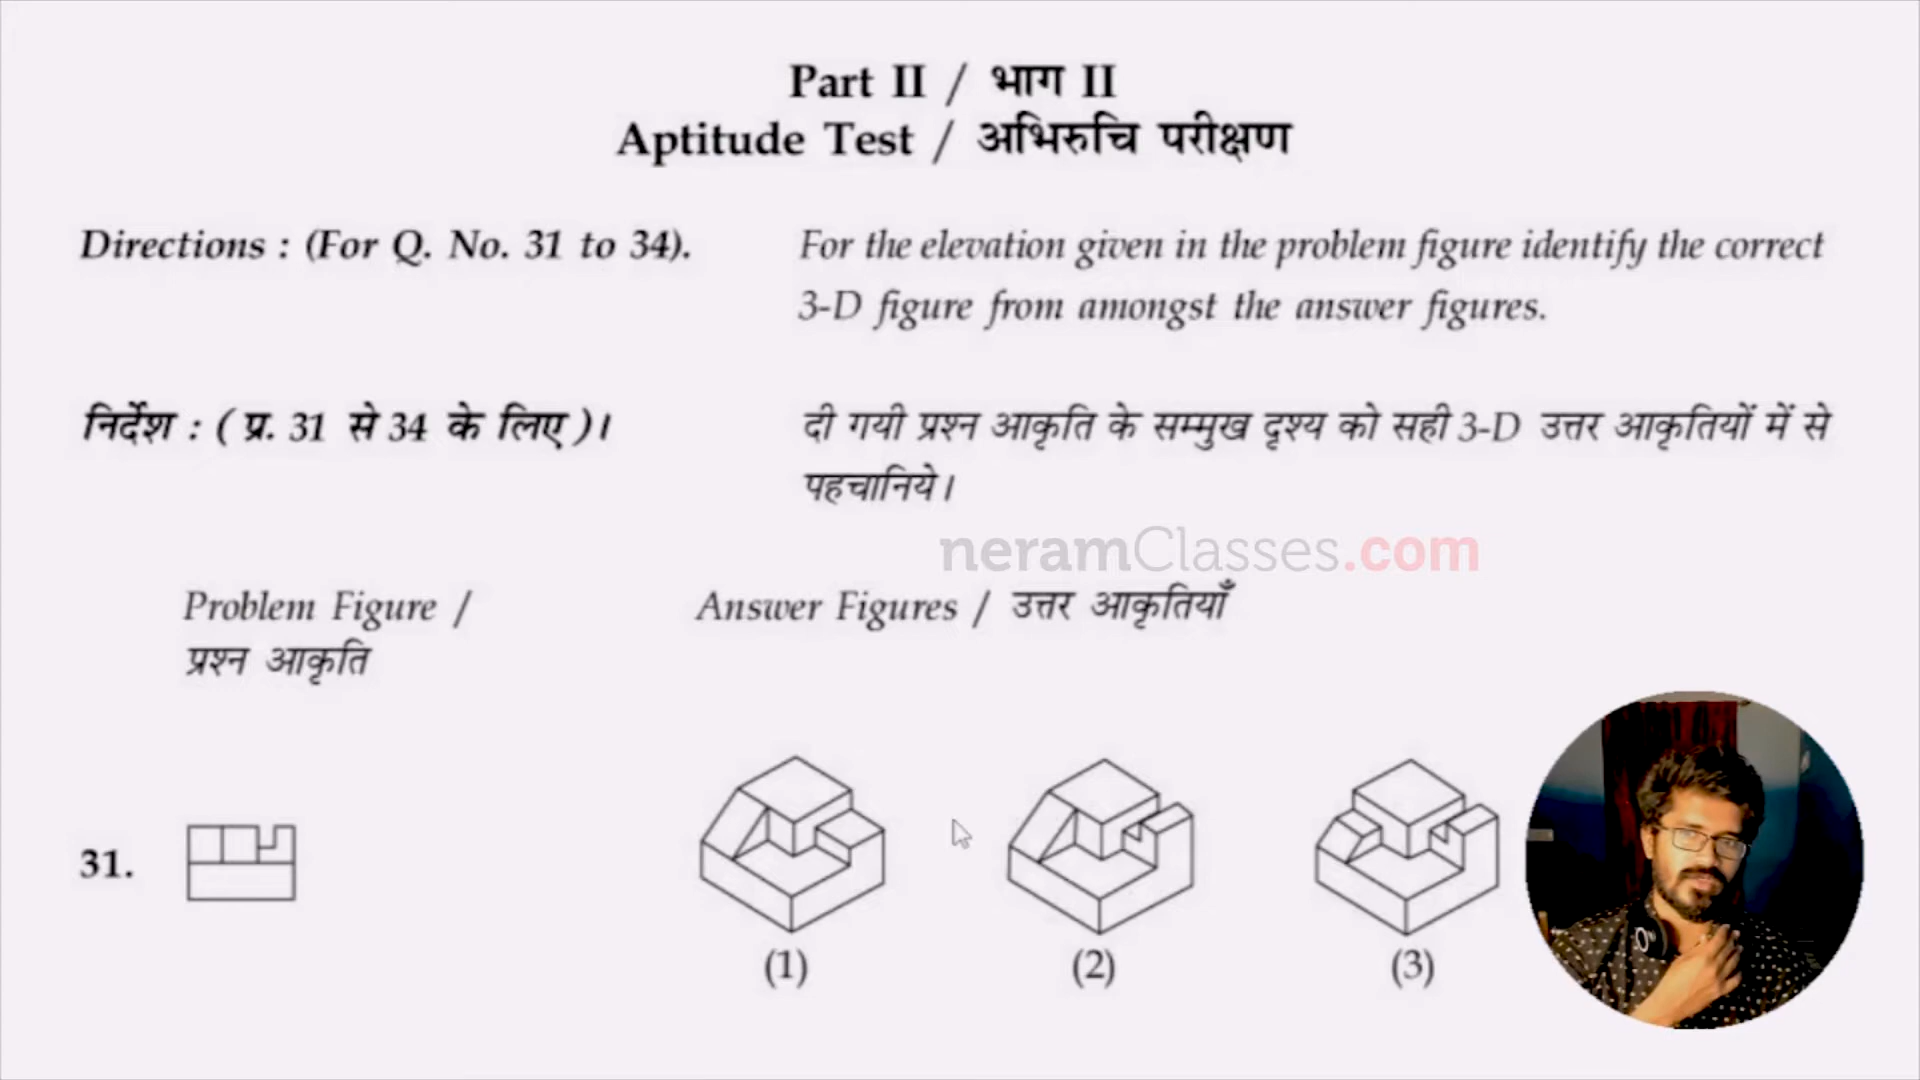 Part II / भाग II
Aptitude Test / अभिरुचि परीक्षण
Directions : (For Q. No. 31 to 34). For the elevation given in the problem figure identify the correct
3-D figure from amongst the answer figures.
निर्देश : ( प्र. 31 से 34 के लिए )। दी गयी प्रश्न आकृति के सम्मुख दृश्य को सही 3-D उत्तर आकृतियों में से
पहचानिये।
neramClasses.com
Problem Figure / Answer Figures / उत्तर आकृतियाँ
प्रश्न आकृति
31.
(1) (2) (3)